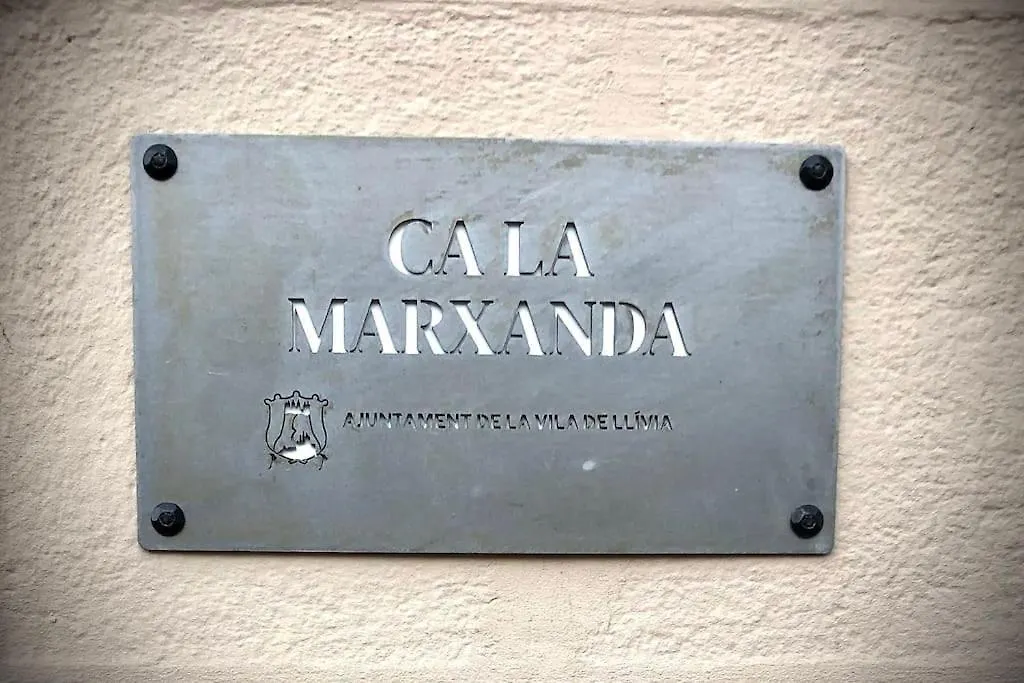 CA LA
MARXANDA
AJUNTAMENT DE LA VILA DE LLÍVIA